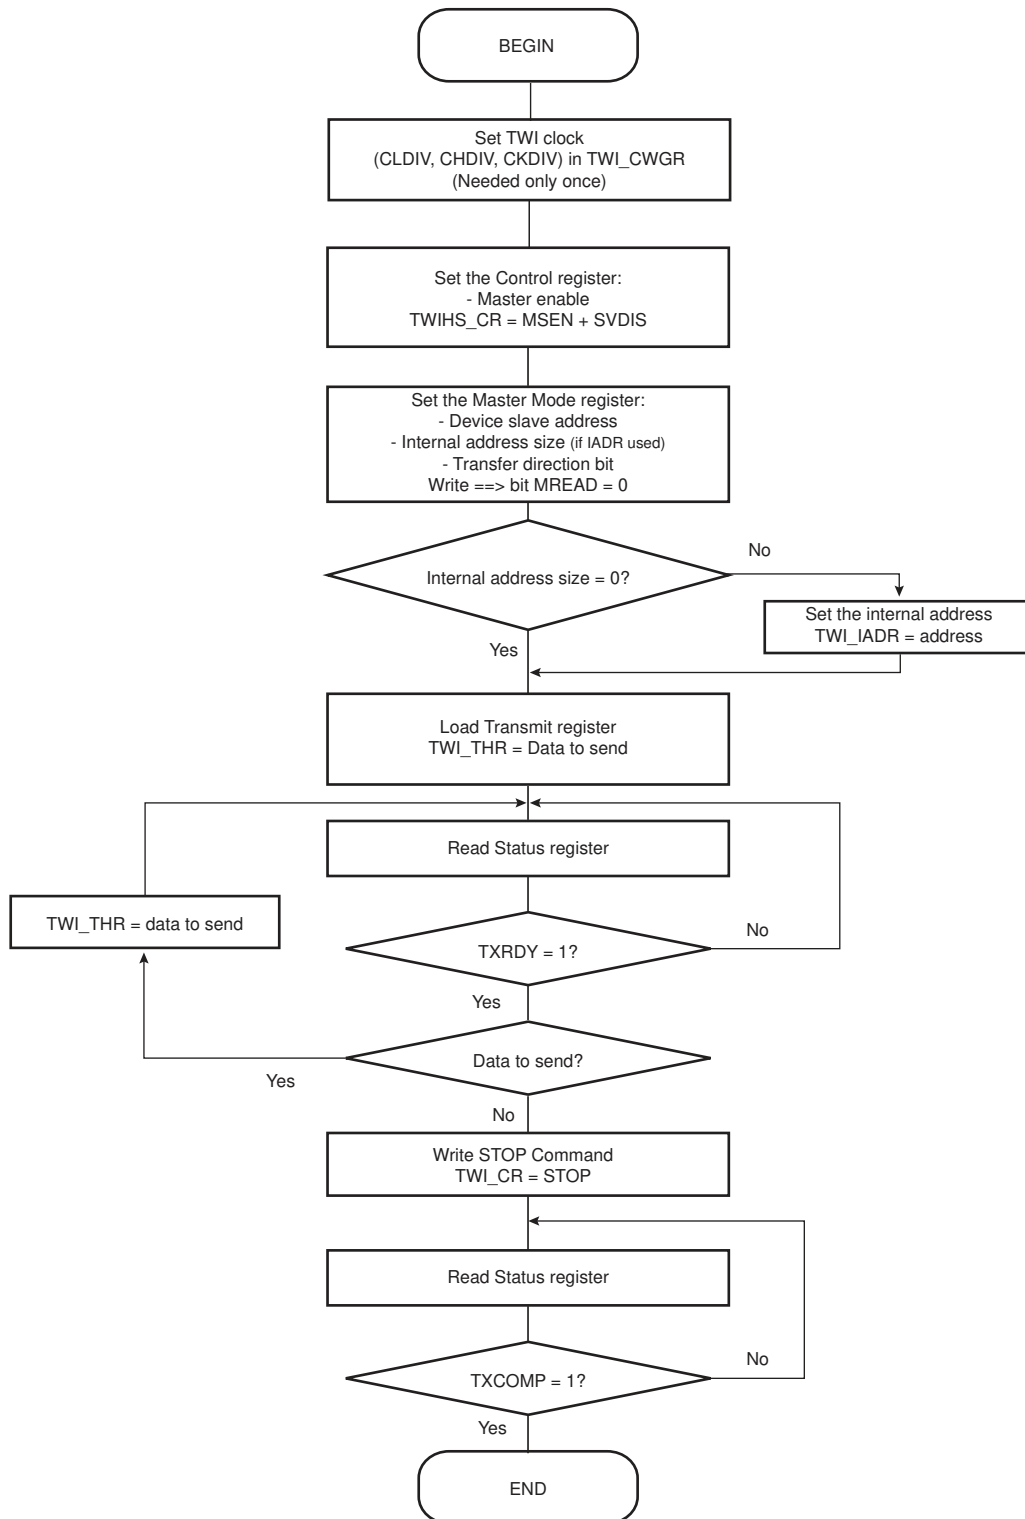 BEGIN
Set TWI clock
(CLDIV, CHDIV, CKDIV) in TWI_CWGR
(Needed only once)
Set the Control register:
- Master enable
TWIHS_CR = MSEN + SVDIS
Set the Master Mode register:
- Device slave address
- Internal address size (if IADR used)
- Transfer direction bit
Write ==> bit MREAD = 0
No
Internal address size = 0?
Set the internal address
TWI_IADR = address
Yes
Load Transmit register
TWI_THR = Data to send
Read Status register
TWI_THR = data to send
No
TXRDY = 1?
Yes
Data to send?
Yes
No
Write STOP Command
TWI_CR = STOP
Read Status register
No
TXCOMP = 1?
Yes
END